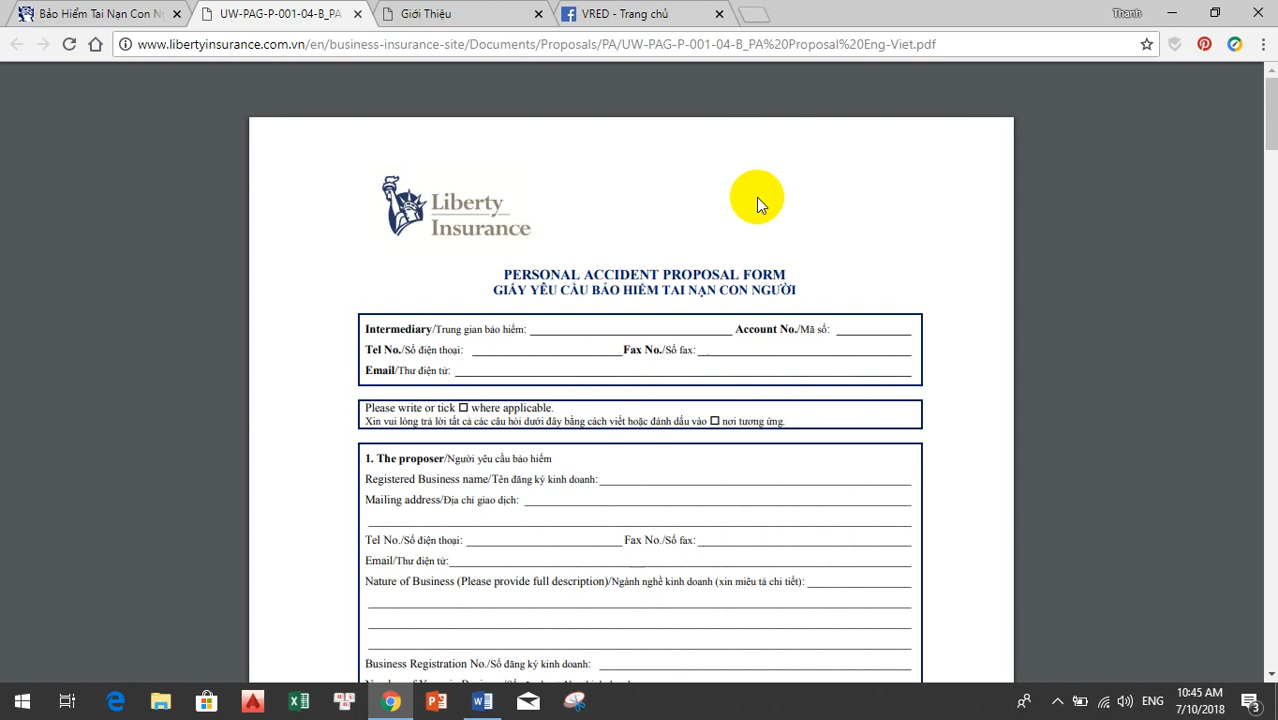 Bảo Hiểm Tai Nạn Con Ng
UW-PAG-P-001-04-B_PA
Giới Thiệu
VRED - Trang chủ
Thanh
www.libertyinsurance.com.vn/en/business-insurance-site/Documents/Proposals/PA/UW-PAG-P-001-04-B_PA%20Proposal%20Eng-Viet.pdf
Liberty
Insurance
PERSONAL ACCIDENT PROPOSAL FORM
GIẤY YÊU CẦU BẢO HIỂM TAI NẠN CON NGƯỜI
Intermediary/Trung gian bảo hiểm: Account No./Mã số:
Tel No./Số điện thoại: Fax No./Số fax:
Email/Thư điện tử:
Please write or tick ☐ where applicable.
Xin vui lòng trả lời tất cả các câu hỏi dưới đây bằng cách viết hoặc đánh dấu vào ☐ nơi tương ứng.
1. The proposer/Người yêu cầu bảo hiểm
Registered Business name/Tên đăng ký kinh doanh:
Mailing address/Địa chỉ giao dịch:
Tel No./Số điện thoại: Fax No./Số fax:
Email/Thư điện tử:
Nature of Business (Please provide full description)/Ngành nghề kinh doanh (xin miêu tả chi tiết):
Business Registration No./Số đăng ký kinh doanh:
ENG
10:45 AM
7/10/2018
3